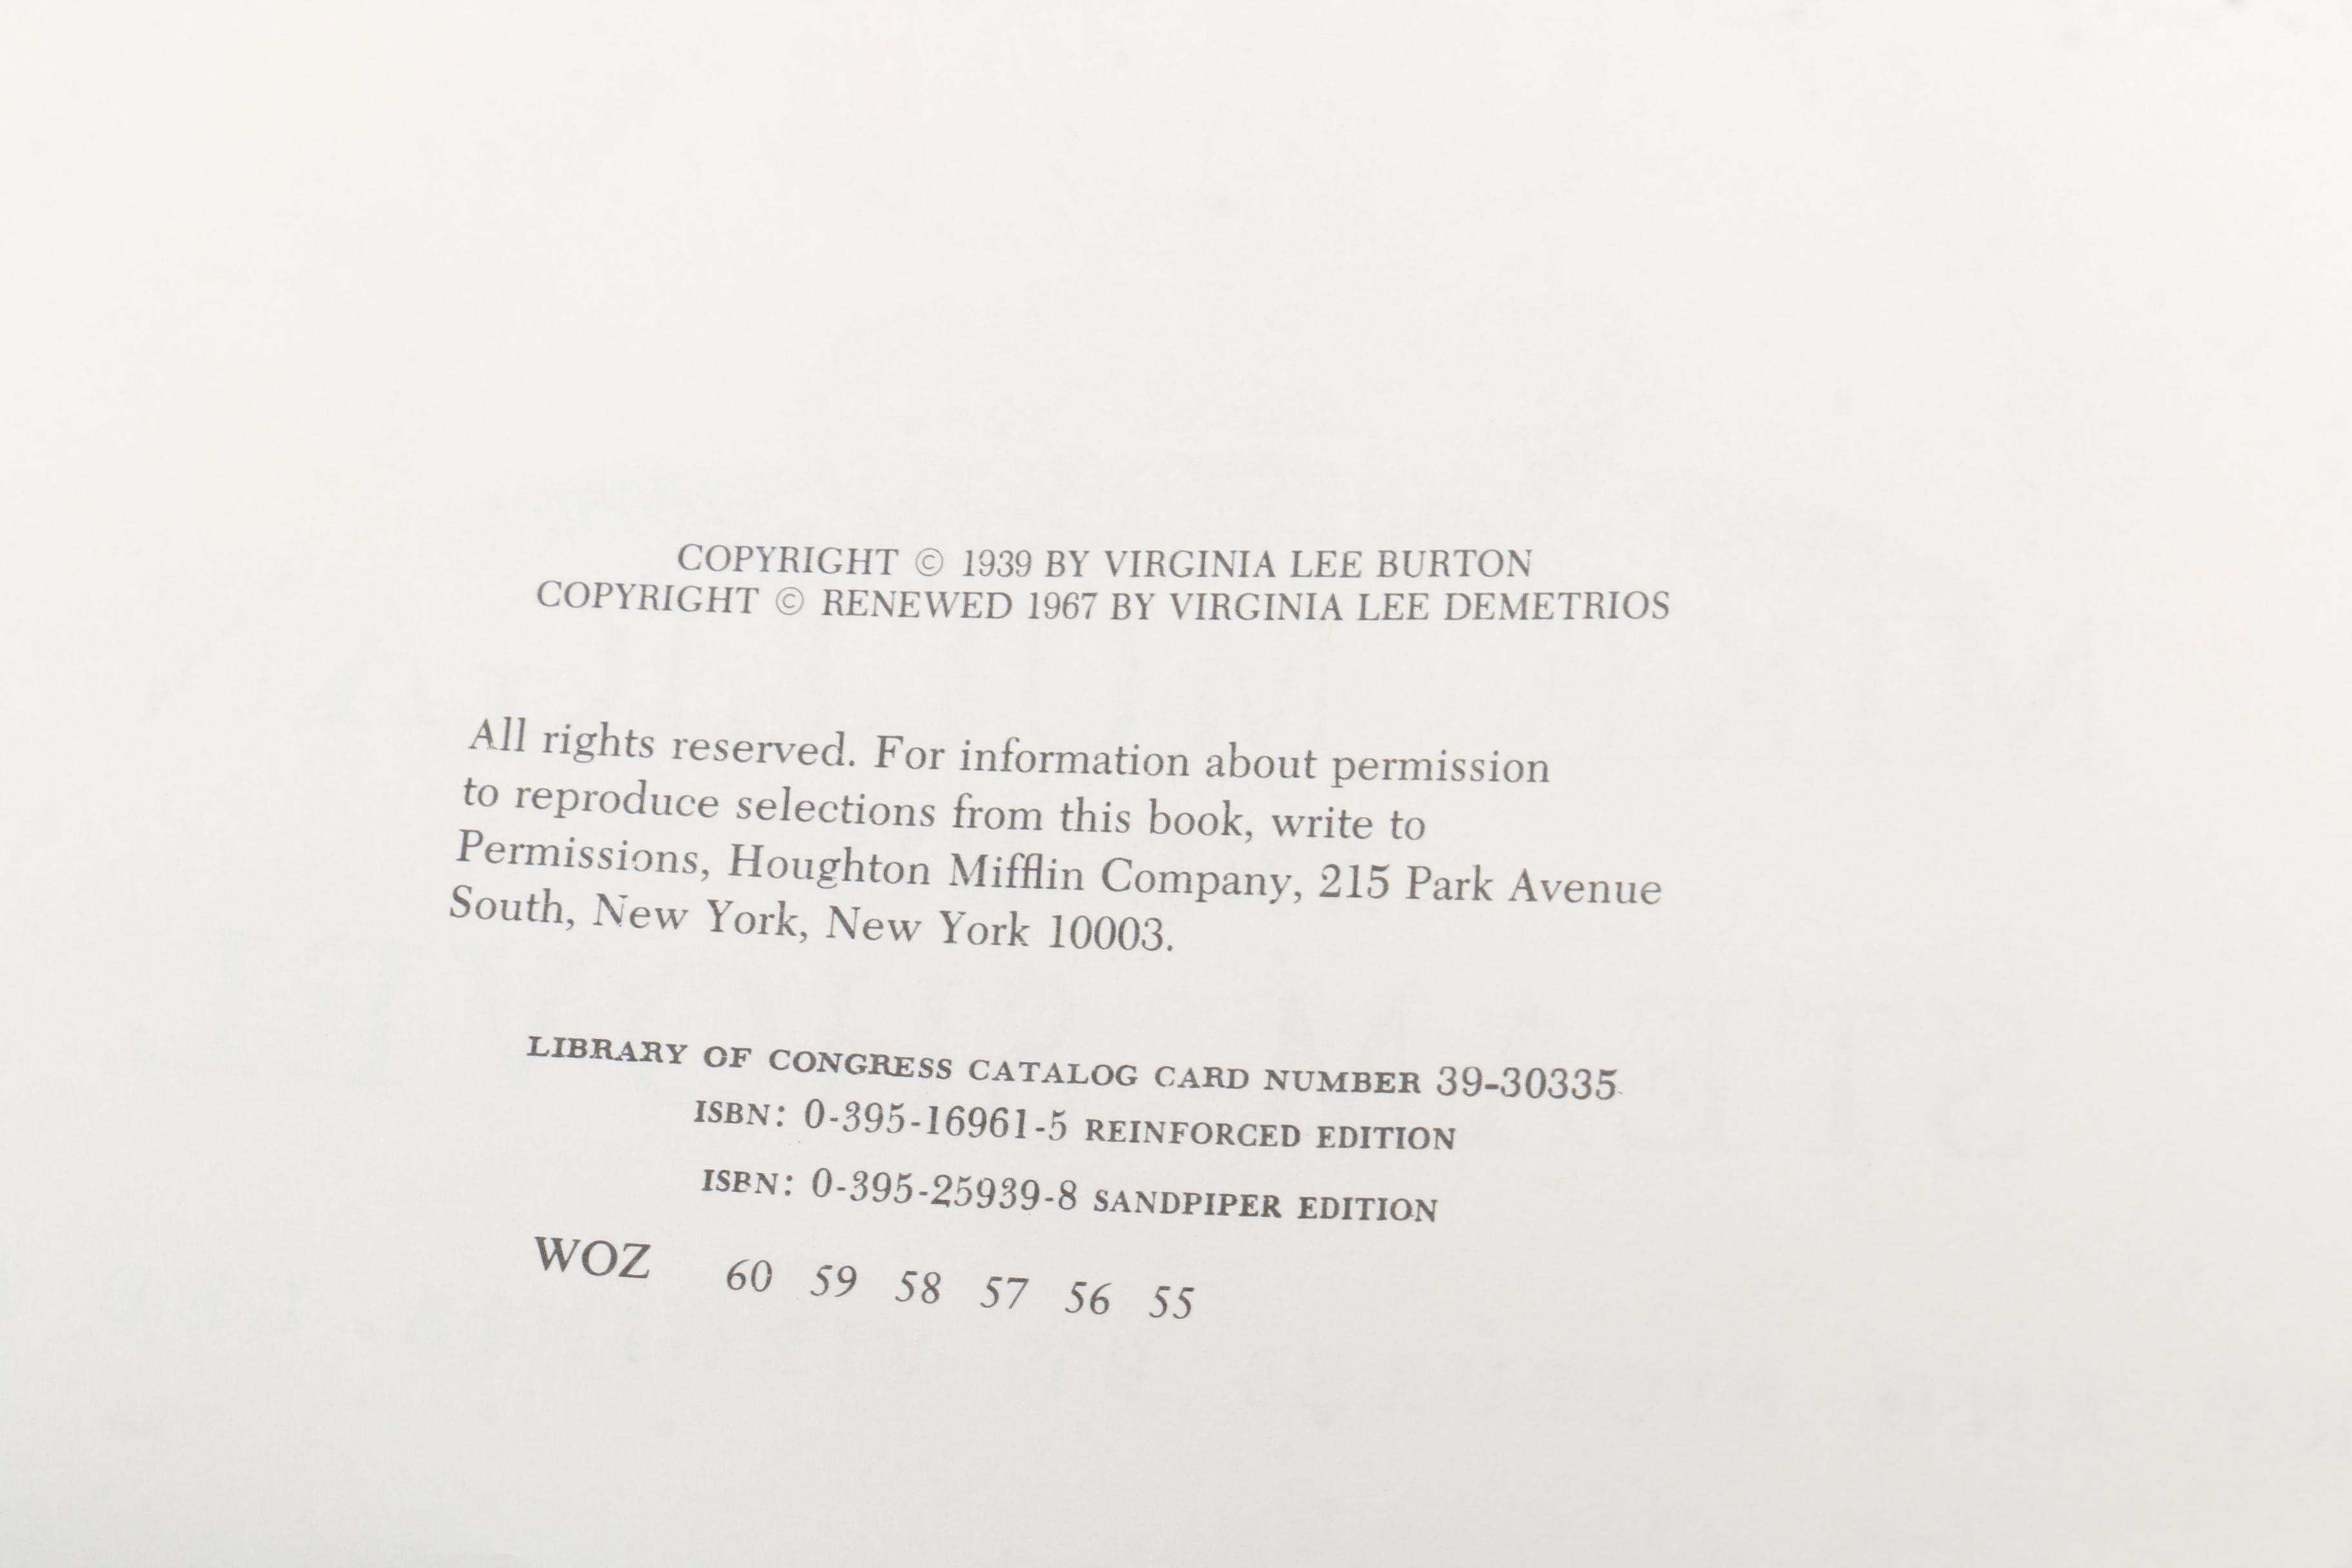 COPYRIGHT © 1939 BY VIRGINIA LEE BURTON
COPYRIGHT © RENEWED 1967 BY VIRGINIA LEE DEMETRIOS
All rights reserved. For information about permission
to reproduce selections from this book, write to
Permissions, Houghton Mifflin Company, 215 Park Avenue
South, New York, New York 10003.
LIBRARY OF CONGRESS CATALOG CARD NUMBER 39-30335
ISBN: 0-395-16961-5 REINFORCED EDITION
ISBN: 0-395-25939-8 SANDPIPER EDITION
WOZ 60 59 58 57 56 55